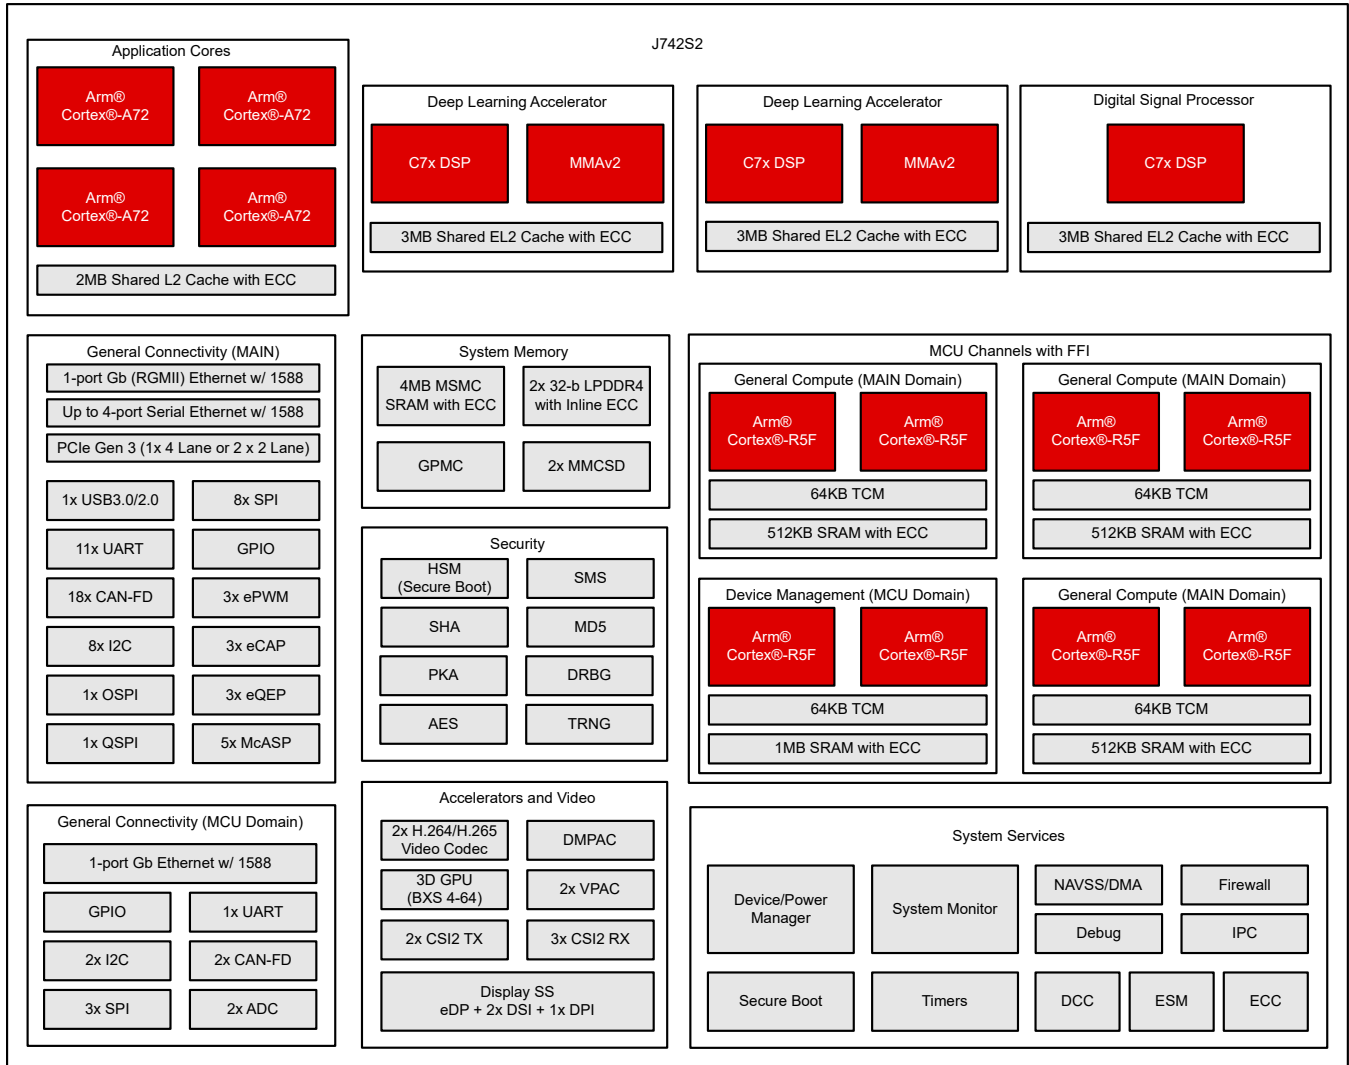 J742S2
Application Cores
Arm®
Cortex®-A72
Arm®
Cortex®-A72
Arm®
Cortex®-A72
Arm®
Cortex®-A72
2MB Shared L2 Cache with ECC
Deep Learning Accelerator
C7x DSP
MMAv2
3MB Shared EL2 Cache with ECC
Deep Learning Accelerator
C7x DSP
MMAv2
3MB Shared EL2 Cache with ECC
Digital Signal Processor
C7x DSP
3MB Shared EL2 Cache with ECC
General Connectivity (MAIN)
1-port Gb (RGMII) Ethernet w/ 1588
Up to 4-port Serial Ethernet w/ 1588
PCIe Gen 3 (1x 4 Lane or 2 x 2 Lane)
1x USB3.0/2.0
8x SPI
11x UART
GPIO
18x CAN-FD
3x ePWM
8x I2C
3x eCAP
1x OSPI
3x eQEP
1x QSPI
5x McASP
System Memory
4MB MSMC
SRAM with ECC
2x 32-b LPDDR4
with Inline ECC
GPMC
2x MMCSD
Security
HSM
(Secure Boot)
SMS
SHA
MD5
PKA
DRBG
AES
TRNG
MCU Channels with FFI
General Compute (MAIN Domain)
Arm®
Cortex®-R5F
Arm®
Cortex®-R5F
64KB TCM
512KB SRAM with ECC
General Compute (MAIN Domain)
Arm®
Cortex®-R5F
Arm®
Cortex®-R5F
64KB TCM
512KB SRAM with ECC
Device Management (MCU Domain)
Arm®
Cortex®-R5F
Arm®
Cortex®-R5F
64KB TCM
1MB SRAM with ECC
General Compute (MAIN Domain)
Arm®
Cortex®-R5F
Arm®
Cortex®-R5F
64KB TCM
512KB SRAM with ECC
General Connectivity (MCU Domain)
1-port Gb Ethernet w/ 1588
GPIO
1x UART
2x I2C
2x CAN-FD
3x SPI
2x ADC
Accelerators and Video
2x H.264/H.265
Video Codec
DMPAC
3D GPU
(BXS 4-64)
2x VPAC
2x CSI2 TX
3x CSI2 RX
Display SS
eDP + 2x DSI + 1x DPI
System Services
Device/Power
Manager
System Monitor
NAVSS/DMA
Firewall
Debug
IPC
Secure Boot
Timers
DCC
ESM
ECC